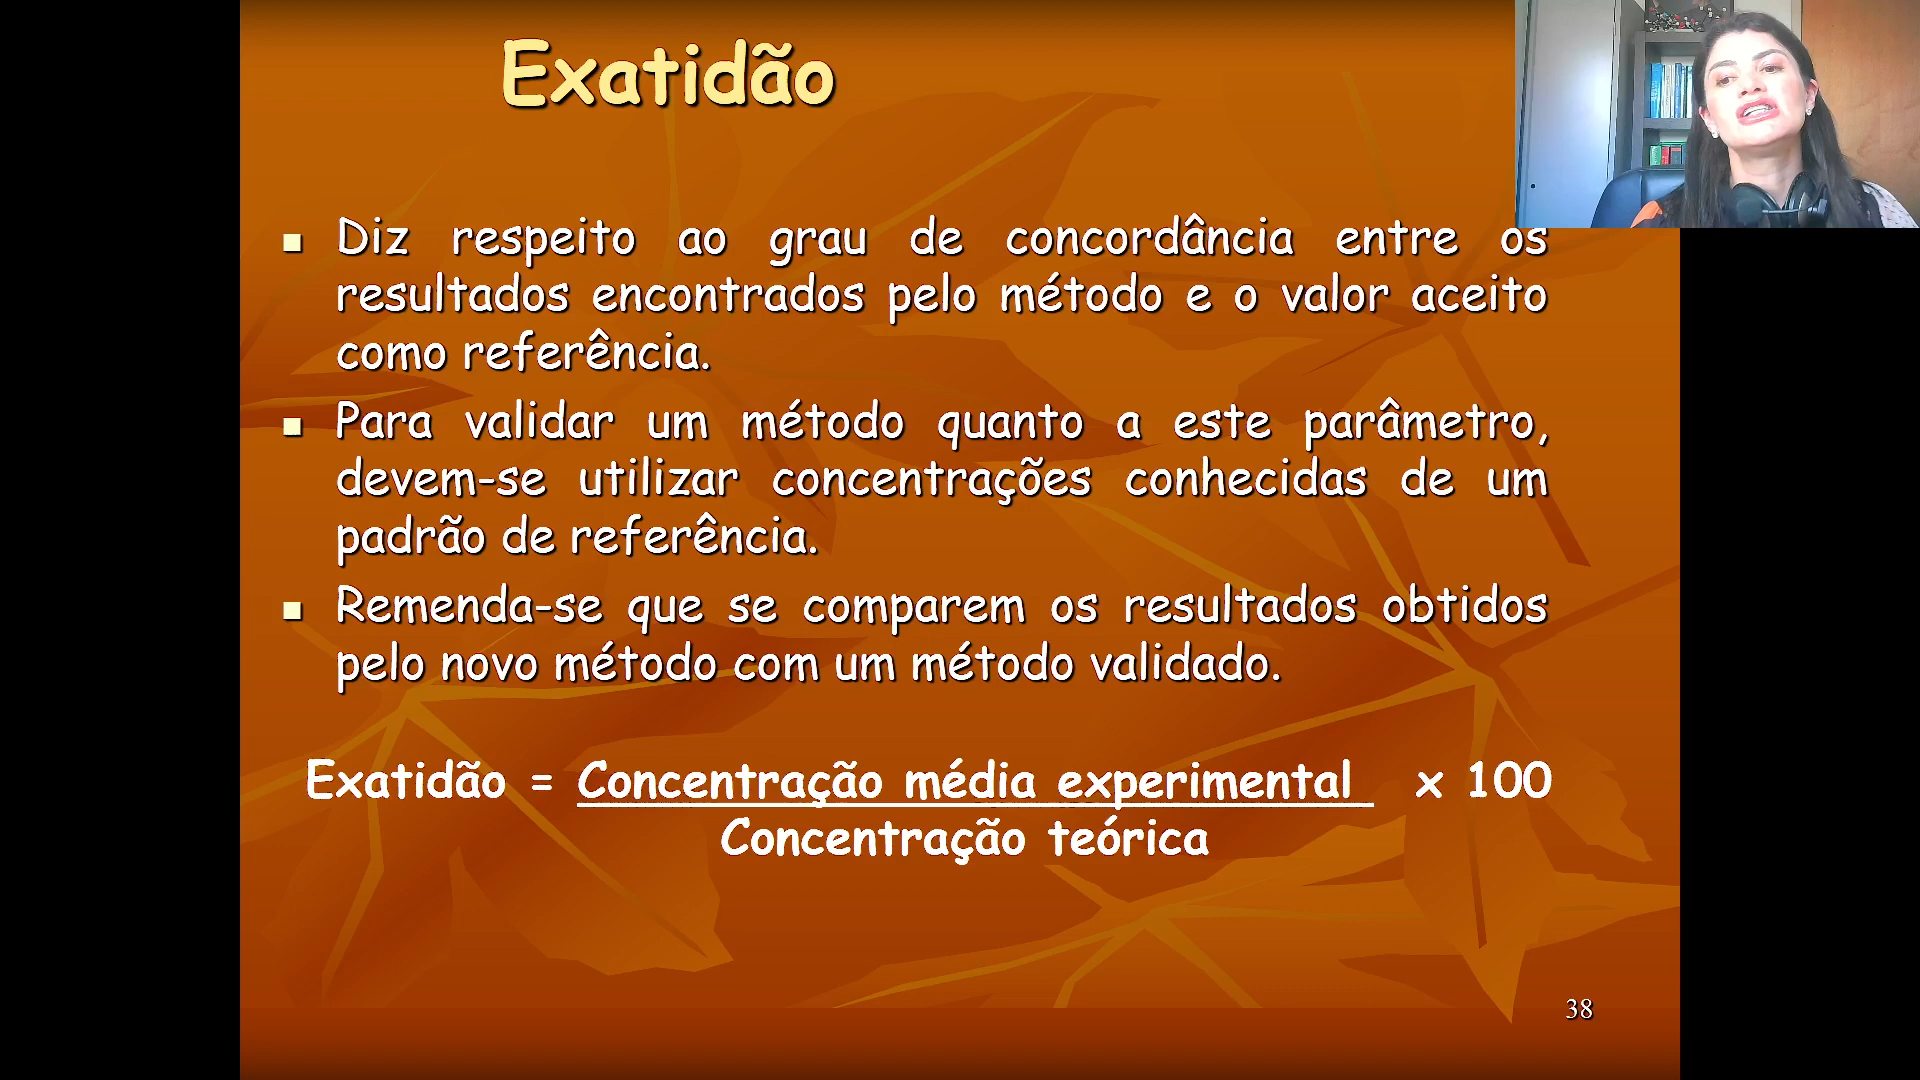 Exatidão
Diz respeito ao grau de concordância entre os
resultados encontrados pelo método e o valor aceito
como referência.
Para validar um método quanto a este parâmetro,
devem-se utilizar concentrações conhecidas de um
padrão de referência.
Remenda-se que se comparem os resultados obtidos
pelo novo método com um método validado.
Exatidão = Concentração média experimental x 100
Concentração teórica
38